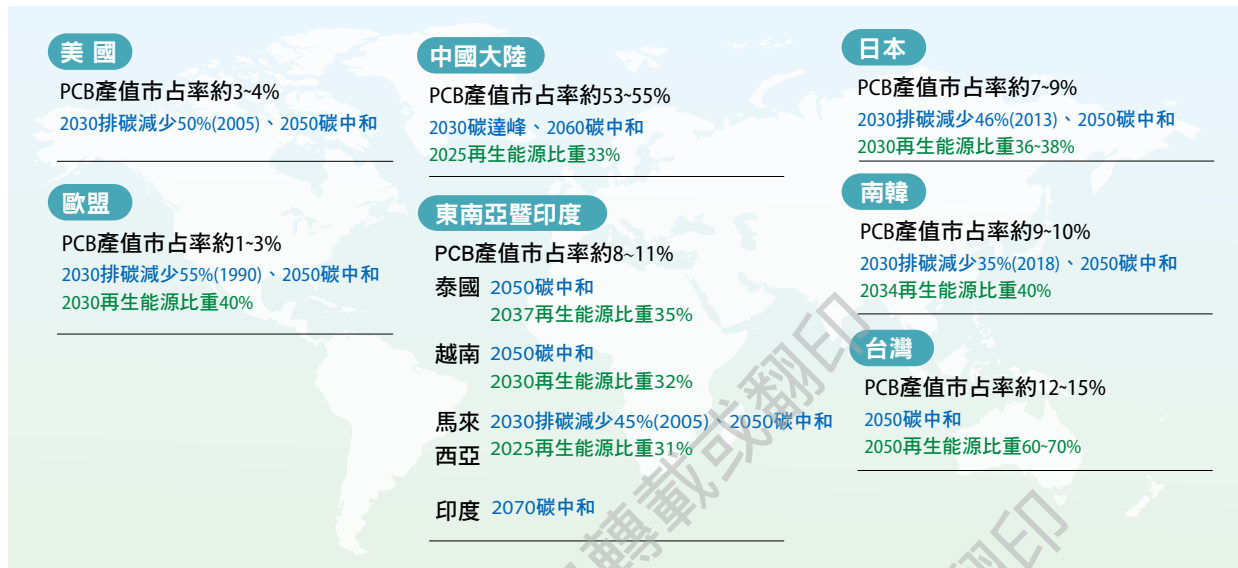 美 國
PCB產值市占率約3~4%
2030排碳減少50%(2005)、2050碳中和
歐盟
PCB產值市占率約1~3%
2030排碳減少55%(1990)、2050碳中和
2030再生能源比重40%
中國大陸
PCB產值市占率約53~55%
2030碳達峰、2060碳中和
2025再生能源比重33%
東南亞暨印度
PCB產值市占率約8~11%
泰國 2050碳中和
2037再生能源比重35%
越南 2050碳中和
2030再生能源比重32%
馬來 2030排碳減少45%(2005)、2050碳中和
西亞 2025再生能源比重31%
印度 2070碳中和
日本
PCB產值市占率約7~9%
2030排碳減少46%(2013)、2050碳中和
2030再生能源比重36~38%
南韓
PCB產值市占率約9~10%
2030排碳減少35%(2018)、2050碳中和
2034再生能源比重40%
台灣
PCB產值市占率約12~15%
2050碳中和
2050再生能源比重60~70%
轉載或翻印
翻印